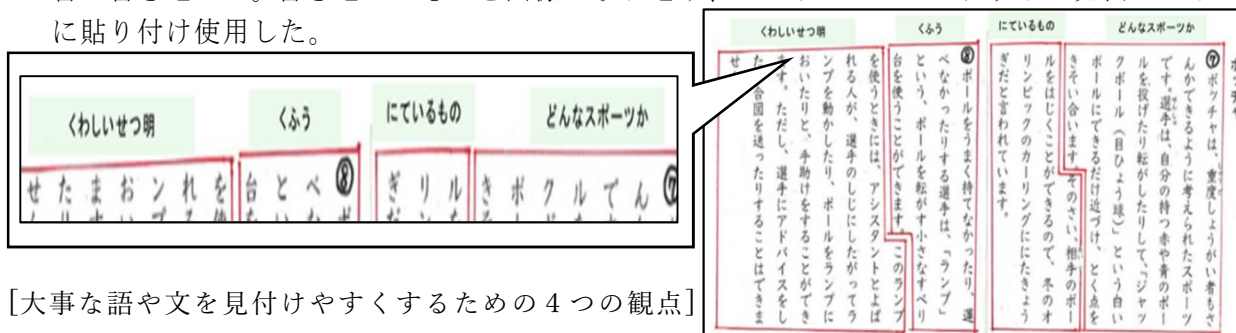 に貼り付け使用した。
くわしいせつ明
くふう
にているもの
どんなスポーツか
⑦
ん
で
ル
ク
ボ
き
ル
リ
ぎ
⑧
べ
と
台
を
れ
ン
お
ま
た
せ
どんなスポーツか
にているもの
くふう
くわしいせつ明
⑦ボッチャは、重度しょうがい者もさ
んかできるように考えられたスポーツ
です。選手は、自分の持つ赤や青のボー
ルを投げたり転がしたりして、「ジャッ
クボール（目ひょう球）」という白い
ボールにできるだけ近づけ、とく点を
きそい合います。そのさい、相手のボー
ルをはじくことができるので、冬のオ
リンピックのカーリングににたきょう
ぎだと言われています。
⑧ボールをうまく持てなかったり、運
べなかったりする選手は、「ランプ」
という、ボールを転がす小さなすべり
台を使うことができます。このランプ
を使うときには、アシスタントとよば
れる人が、選手のしじにしたがってラ
ンプを動かしたり、ボールをランプに
おいたりと、手助けをすることができ
ます。ただし、選手にアドバイスをし
合図を送ったりすることはできま
せ
[大事な語や文を見付けやすくするための4つの観点]